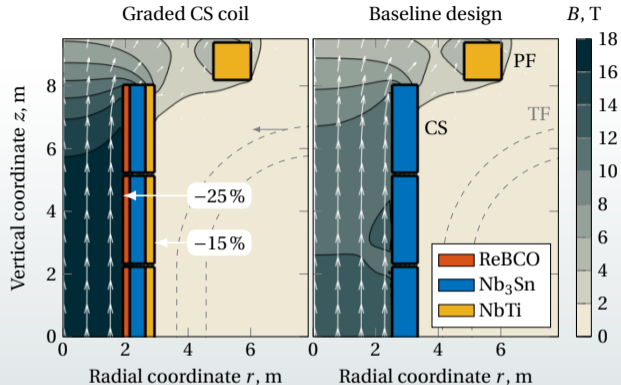 Graded CS coil
Baseline design
B, T
Vertical coordinate z, m
8
6
4
2
0
−25%
−15%
0 2 4 6
Radial coordinate r, m
PF
CS
TF
ReBCO
Nb₃Sn
NbTi
0 2 4 6
Radial coordinate r, m
18
16
14
12
10
8
6
4
2
0